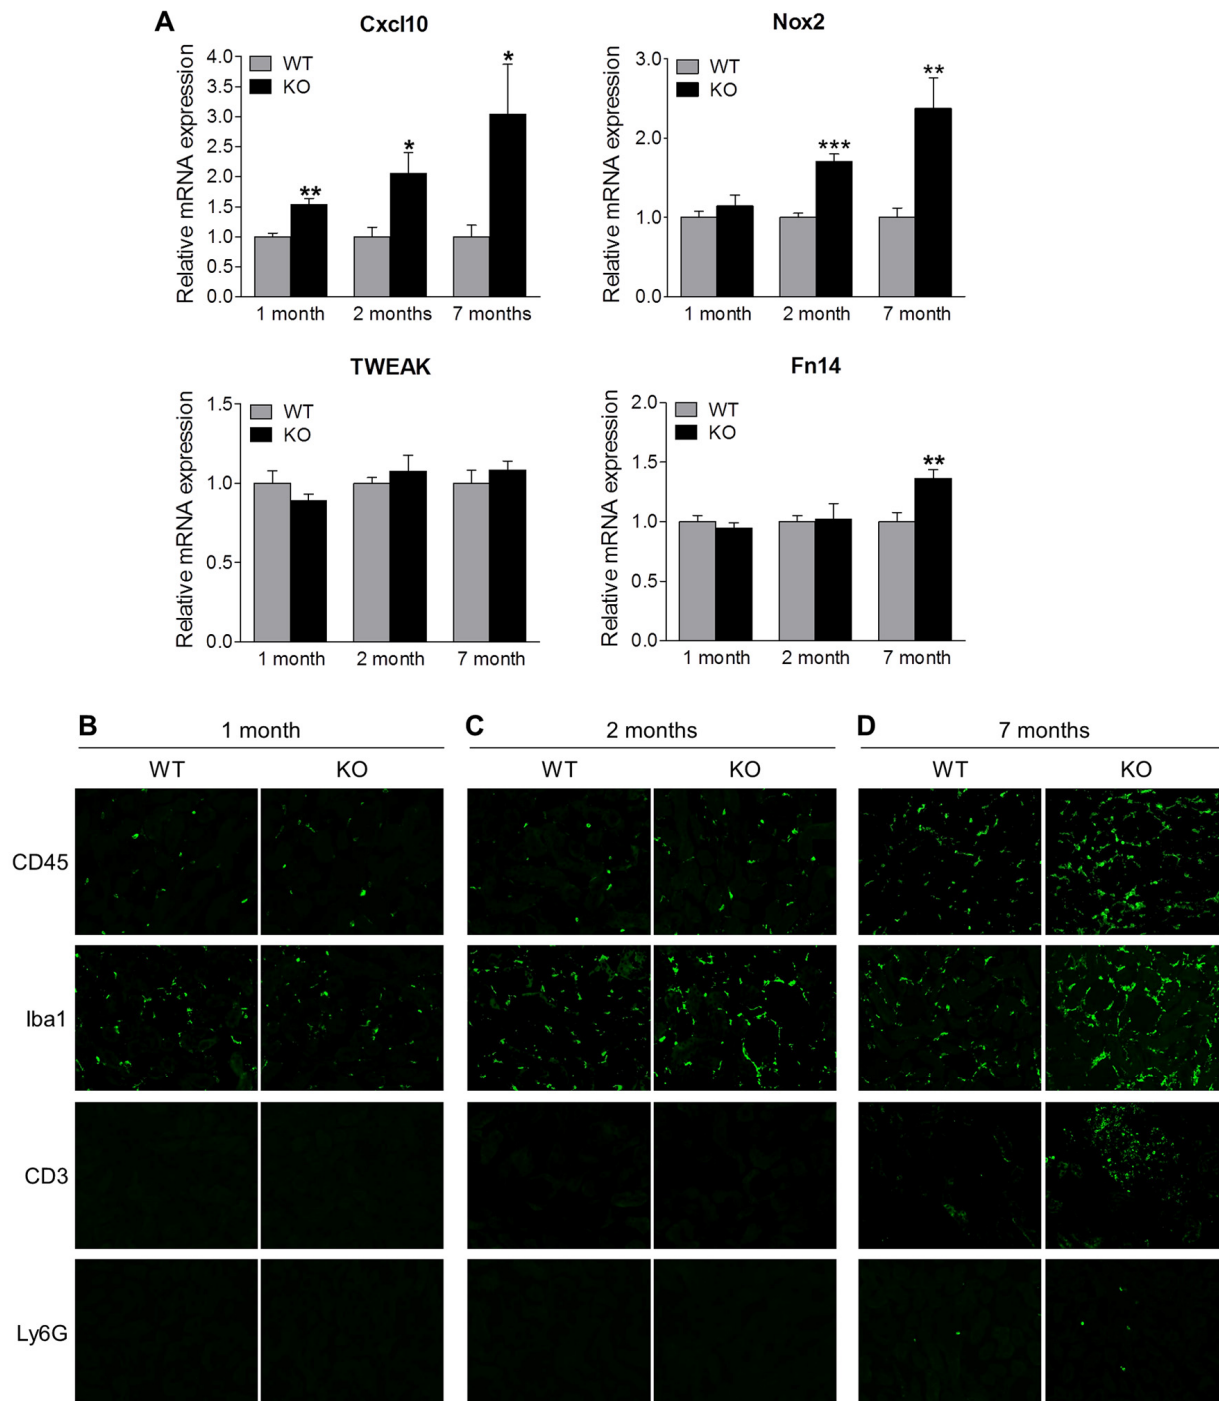 A
Cxcl10
Relative mRNA expression
4.0
3.5
3.0
2.5
2.0
1.5
1.0
0.5
0.0
WT
KO
**
*
*
1 month
2 months
7 months
Nox2
Relative mRNA expression
3.0
2.0
1.0
0.0
WT
KO
***
**
1 month
2 month
7 month
TWEAK
Relative mRNA expression
1.5
1.0
0.5
0.0
WT
KO
1 month
2 month
7 month
Fn14
Relative mRNA expression
2.0
1.5
1.0
0.5
0.0
WT
KO
**
1 month
2 month
7 month
B
1 month
C
2 months
D
7 months
WT
KO
WT
KO
WT
KO
CD45
Iba1
CD3
Ly6G